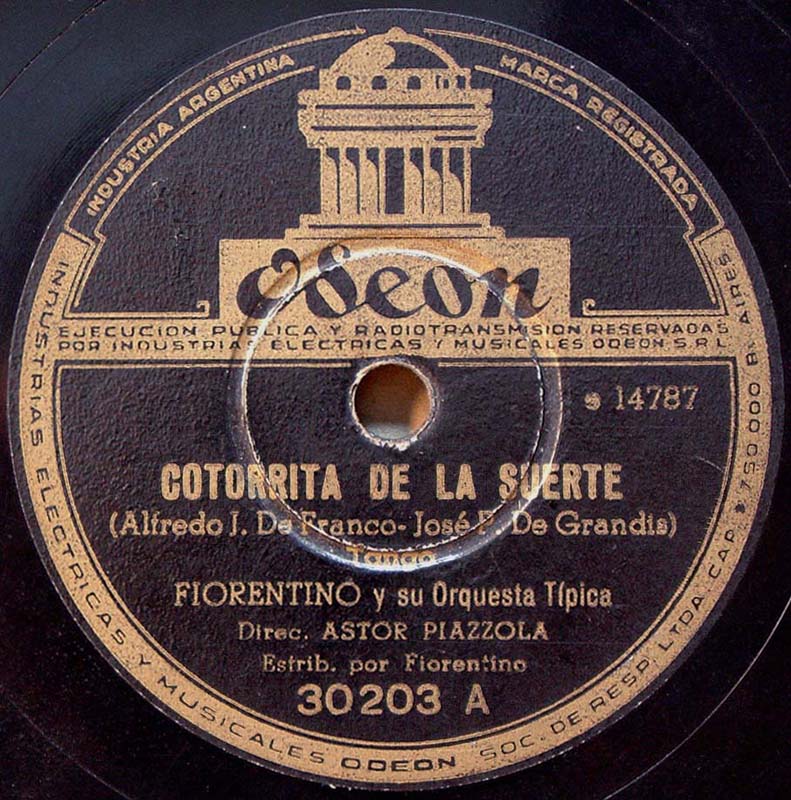 INDUSTRIA ARGENTINA
MARCA REGISTRADA
Odeon
EJECUCION PUBLICA Y RADIOTRANSMISION RESERVADAS
POR INDUSTRIAS ELECTRICAS Y MUSICALES ODEON S.R.L.
s 14787
COTORRITA DE LA SUERTE
(Alfredo J. De Franco-José P. De Grandis)
Tango
FIORENTINO y su Orquesta Típica
Direc. ASTOR PIAZZOLA
Estrib. por Fiorentino
30203 A
INDUSTRIAS ELECTRICAS Y MUSICALES ODEON SOC. DE RESP. LTDA CAP. $ 750 000 B. AIRES